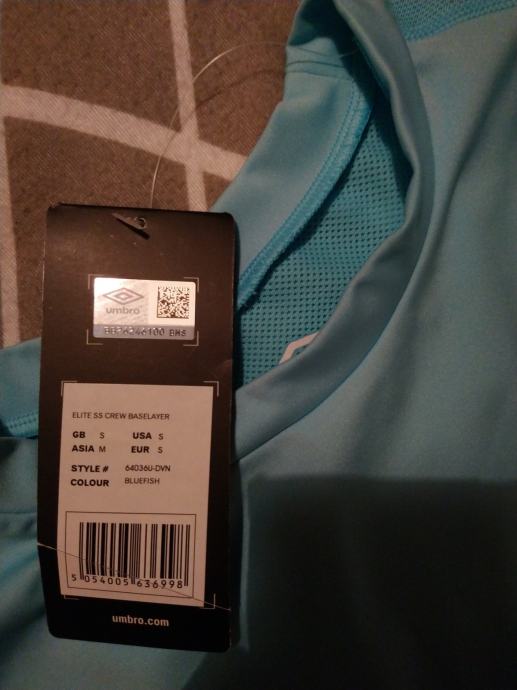 umbro
ELITE SS CREW BASELAYER
GB S USA S
ASIA M EUR S
STYLE # 64036U-DVN
COLOUR BLUEFISH
5 054005 636998
umbro.com